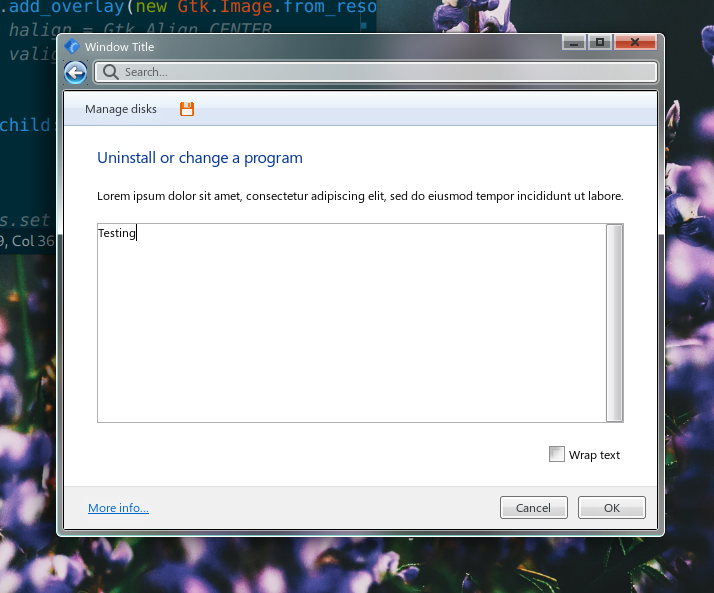 .add_overlay(new Gtk.Image.from_reso
halign = Gtk.Align.CENTER
valig
Window Title
Search...
Manage disks
child:
Uninstall or change a program
Lorem ipsum dolor sit amet, consectetur adipiscing elit, sed do eiusmod tempor incididunt ut labore.
s.set
9, Col 36
Testing
Wrap text
More info...
Cancel
OK